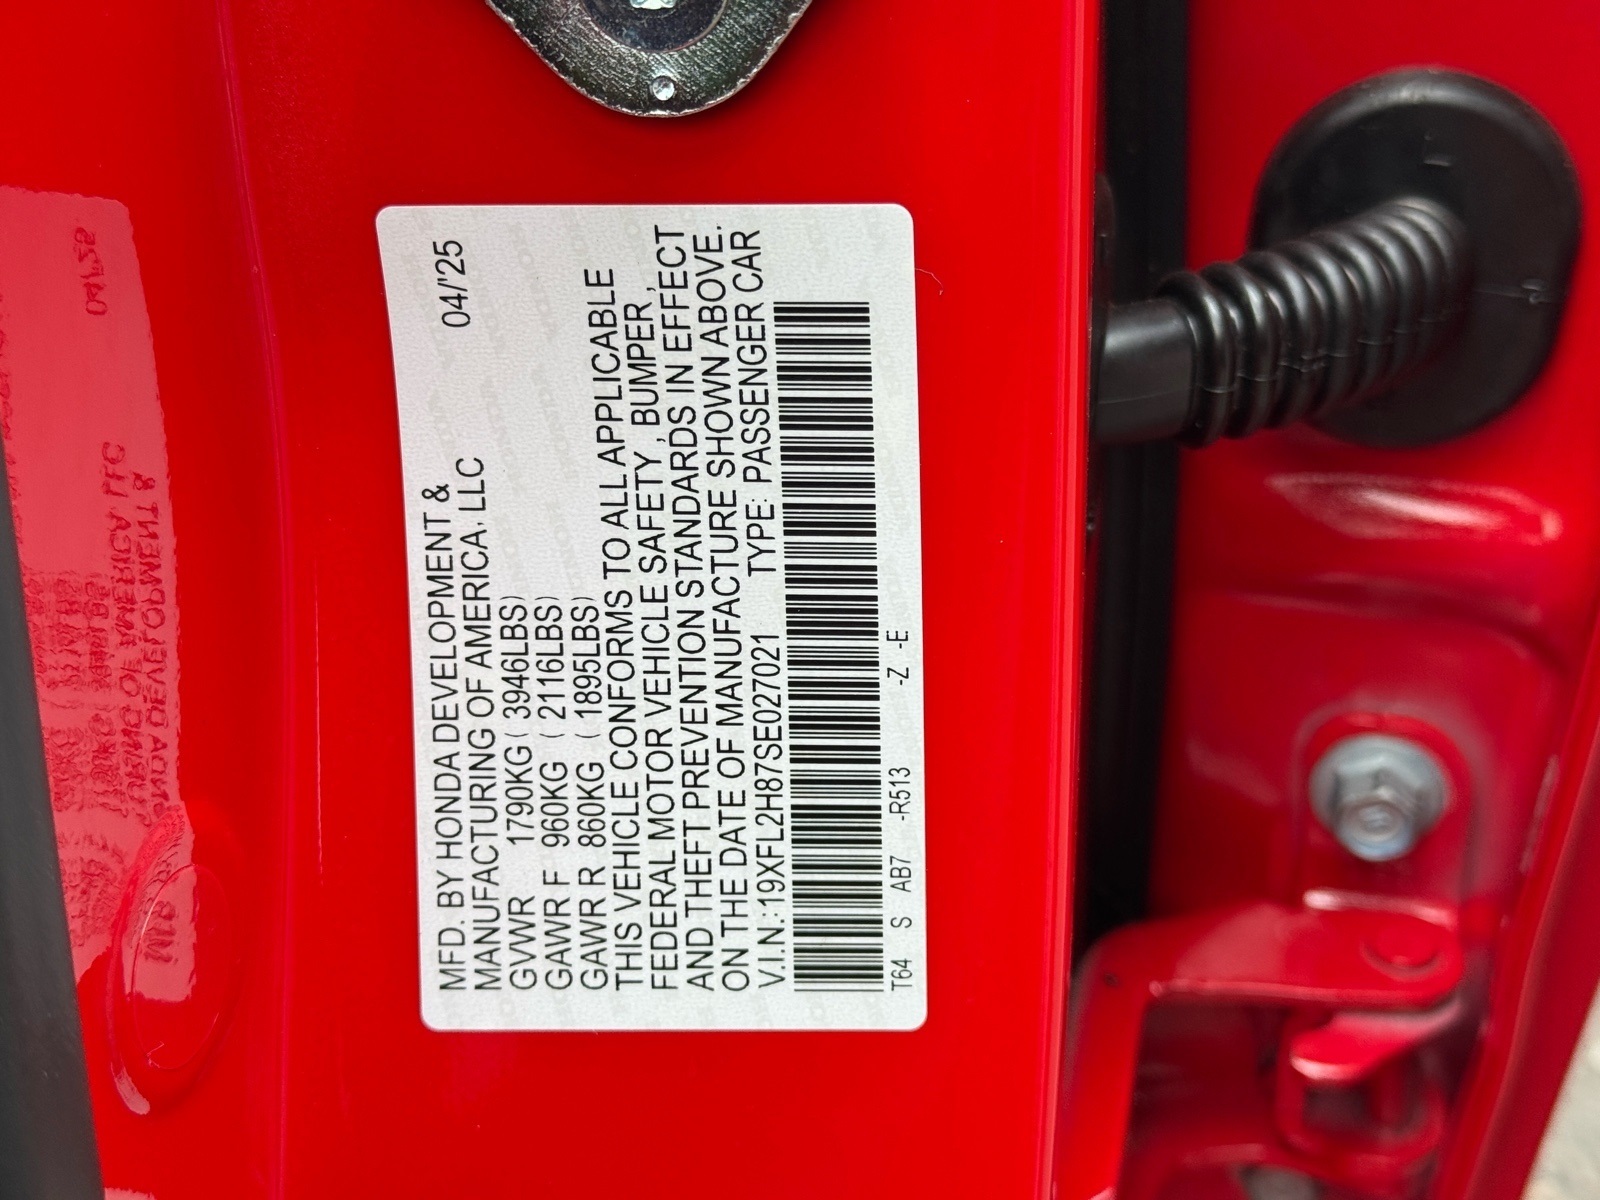 MFD. BY HONDA DEVELOPMENT & 04/'25
MANUFACTURING OF AMERICA, LLC
GVWR 1790KG ( 3946LBS)
GAWR F 960KG ( 2116LBS)
GAWR R 860KG ( 1895LBS)
THIS VEHICLE CONFORMS TO ALL APPLICABLE
FEDERAL MOTOR VEHICLE SAFETY , BUMPER ,
AND THEFT PREVENTION STANDARDS IN EFFECT
ON THE DATE OF MANUFACTURE SHOWN ABOVE.
V.I.N.:19XFL2H87SE027021 TYPE: PASSENGER CAR
T64 S AB7 -R513 -Z -E